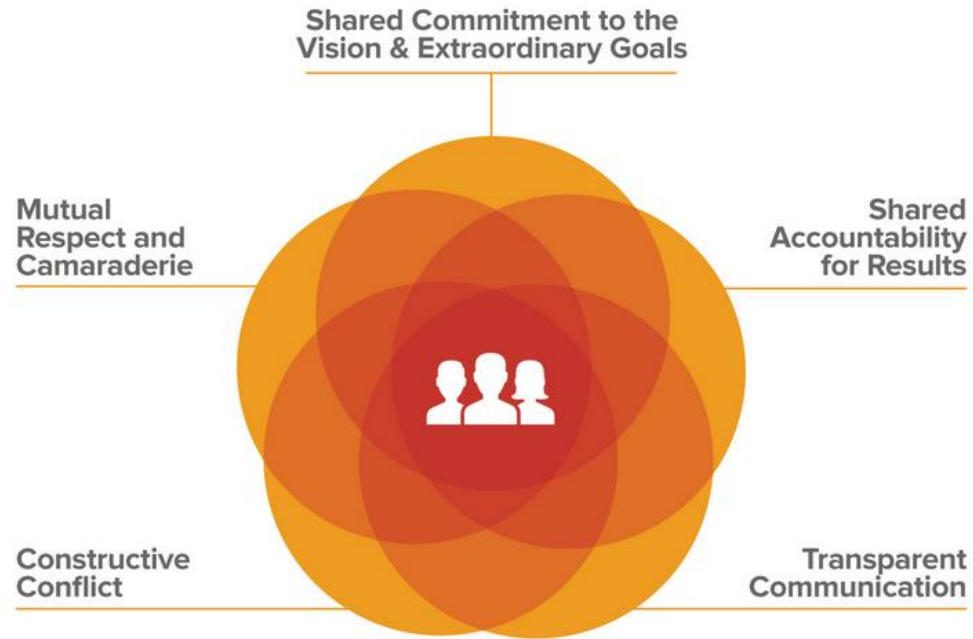 Shared Commitment to the
Vision & Extraordinary Goals
Mutual
Respect and
Camaraderie
Shared
Accountability
for Results
Constructive
Conflict
Transparent
Communication